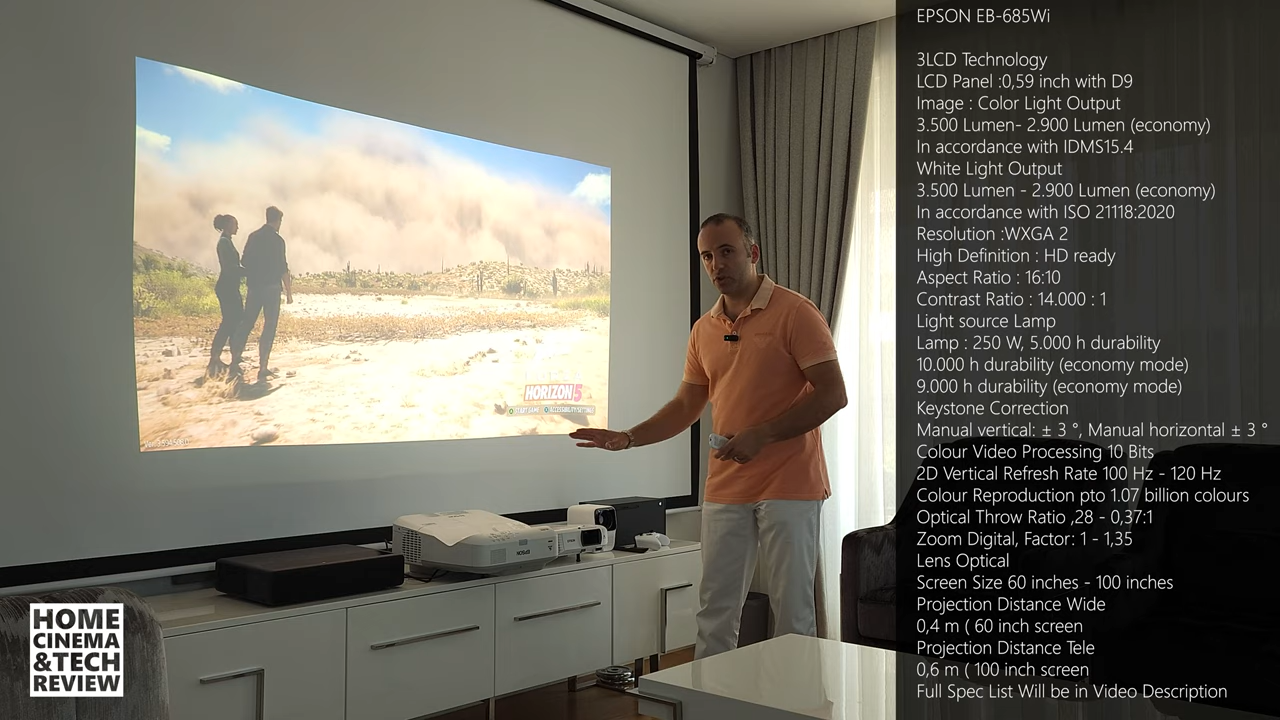 EPSON EB-685Wi
3LCD Technology
LCD Panel :0,59 inch with D9
Image : Color Light Output
3.500 Lumen- 2.900 Lumen (economy)
In accordance with IDMS15.4
White Light Output
3.500 Lumen - 2.900 Lumen (economy)
In accordance with ISO 21118:2020
Resolution :WXGA 2
High Definition : HD ready
Aspect Ratio : 16:10
Contrast Ratio : 14.000 : 1
Light source Lamp
Lamp : 250 W, 5.000 h durability
10.000 h durability (economy mode)
9.000 h durability (economy mode)
Keystone Correction
Manual vertical: ± 3 °, Manual horizontal ± 3 °
Colour Video Processing 10 Bits
2D Vertical Refresh Rate 100 Hz - 120 Hz
Colour Reproduction pto 1.07 billion colours
Optical Throw Ratio ,28 - 0,37:1
Zoom Digital, Factor: 1 - 1,35
Lens Optical
Screen Size 60 inches - 100 inches
Projection Distance Wide
0,4 m ( 60 inch screen
Projection Distance Tele
0,6 m ( 100 inch screen
Full Spec List Will be in Video Description
HORIZON 5
START GAME
EPSON
HOME
CINEMA
&TECH
REVIEW